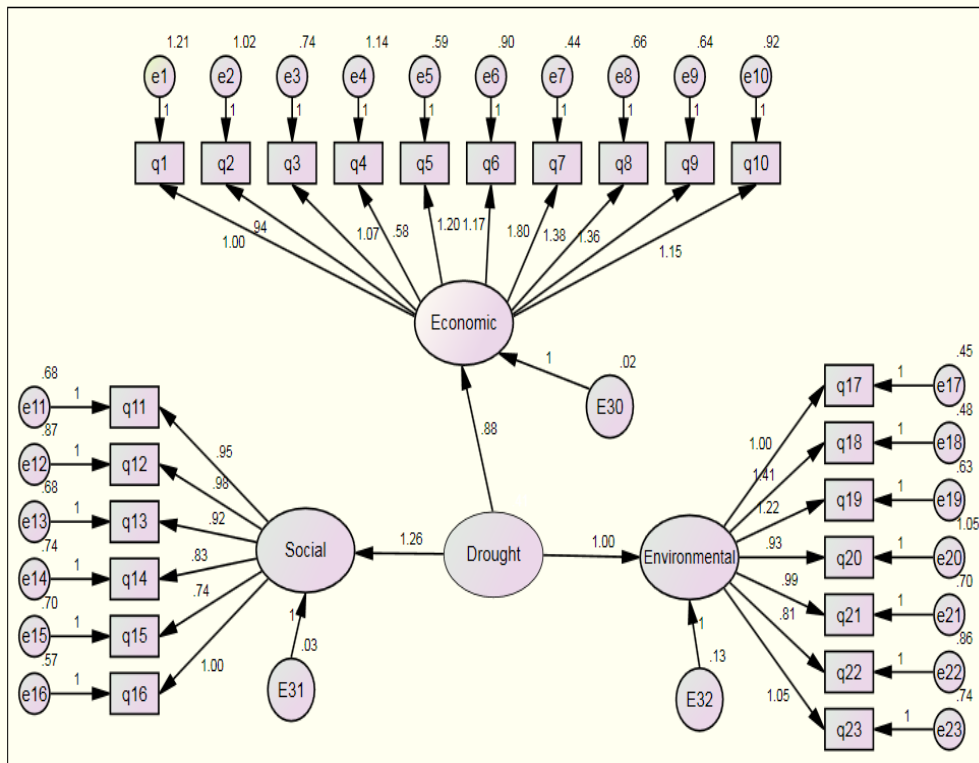 1.21 1.02 .74 1.14 .59 .90 .44 .66 .64 .92
e1 e2 e3 e4 e5 e6 e7 e8 e9 e10
1 1 1 1 1 1 1 1 1 1
q1 q2 q3 q4 q5 q6 q7 q8 q9 q10
1.00 .94 1.07 .58 1.20 1.17 1.80 1.38 1.36 1.15
Economic
1 .02
E30
.88
.68
e11 1 q11 .95
.87
e12 1 q12 .98
.68
e13 1 q13 .92
.74
e14 1 q14 .83
.70
e15 1 q15 .74
.57
e16 1 q16 1.00
Social
1 .03
E31
1.26
Drought
1.00
Environmental
1 .13
E32
.45
1.00 q17 1 e17
.48
1.41 q18 1 e18
.63
1.22 q19 1 e19
1.05
.93 q20 1 e20
.70
.99 q21 1 e21
.86
.81 q22 1 e22
.74
1.05 q23 1 e23